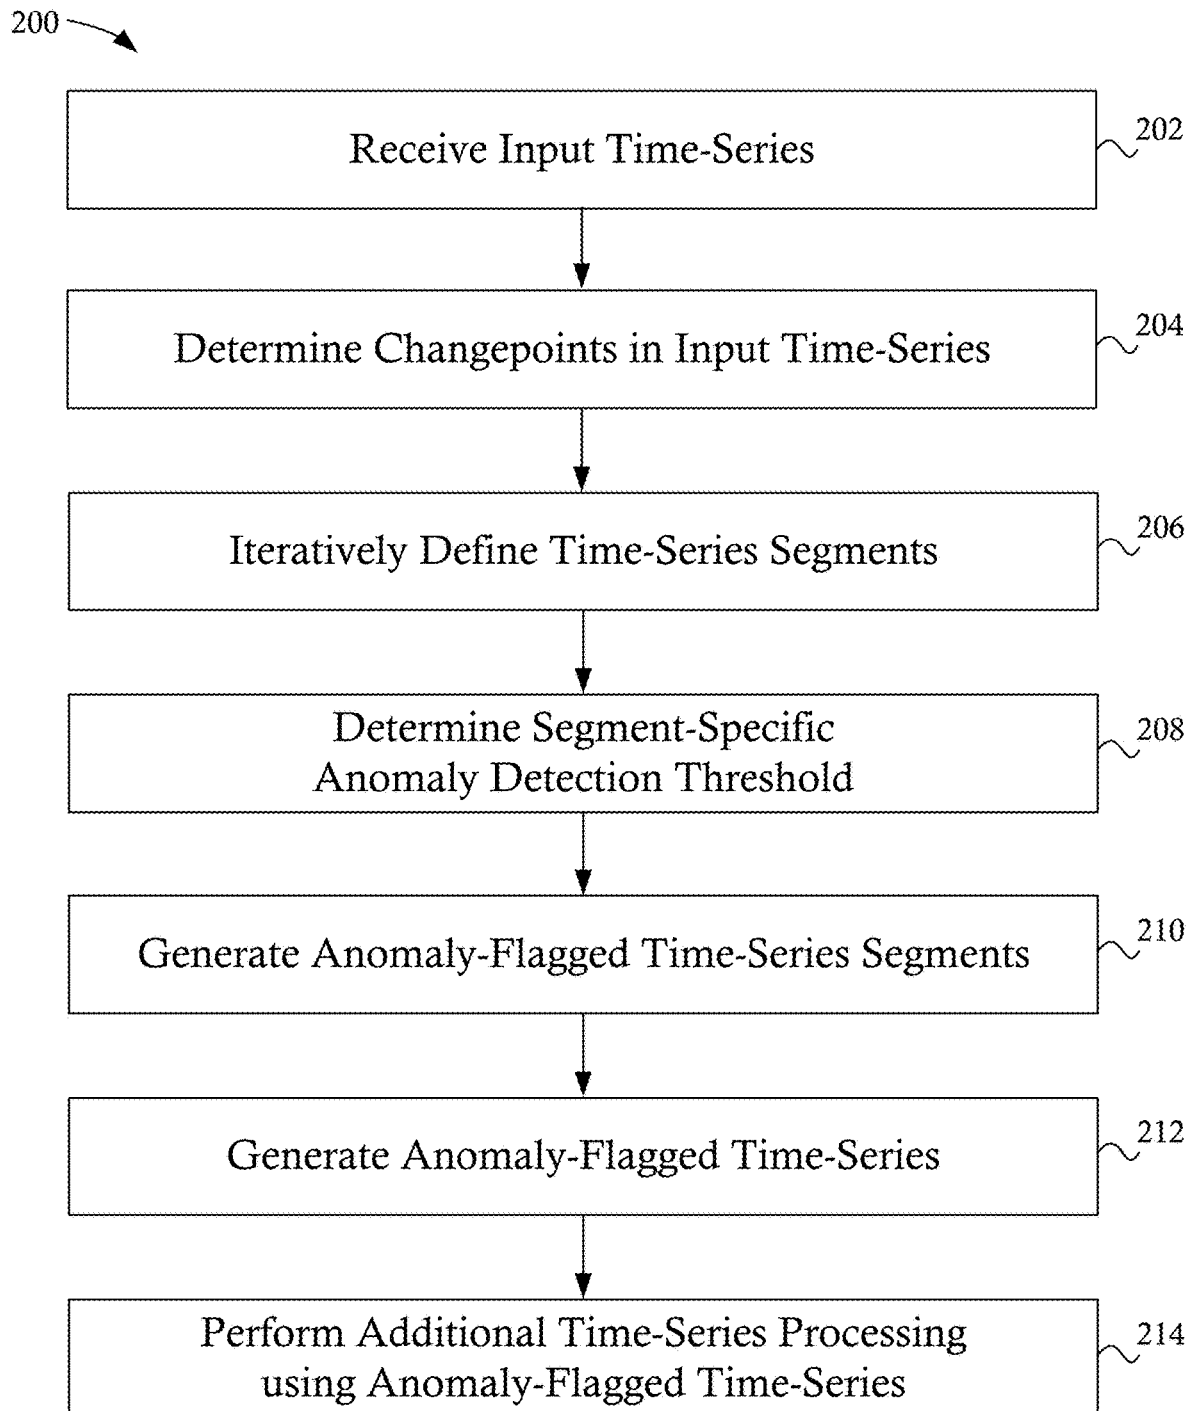 200
Receive Input Time-Series
202
Determine Changepoints in Input Time-Series
204
Iteratively Define Time-Series Segments
206
Determine Segment-Specific
Anomaly Detection Threshold
208
Generate Anomaly-Flagged Time-Series Segments
210
Generate Anomaly-Flagged Time-Series
212
Perform Additional Time-Series Processing
using Anomaly-Flagged Time-Series
214